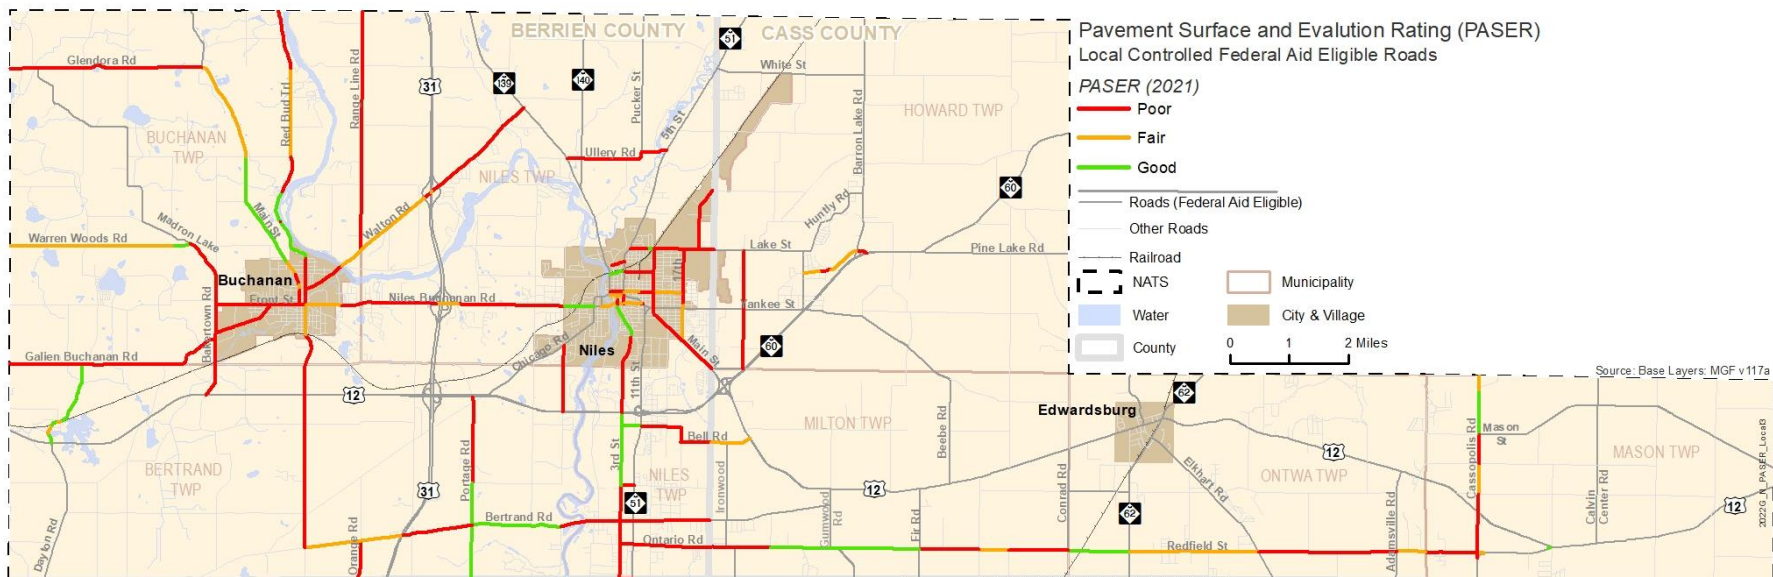 Pavement Surface and Evalution Rating (PASER)
Local Controlled Federal Aid Eligible Roads
PASER (2021)
Poor
Fair
Good
Roads (Federal Aid Eligible)
Other Roads
Railroad
NATS
Municipality
Water
City & Village
County
0 1 2 Miles
Source: Base Layers: MGF v117a
2022G_N_PASER_Local3
BERRIEN COUNTY
CASS COUNTY
51
White St
Glendora Rd
Red Bud Trl
Range Line Rd
31
139
140
Pucker St
5th St
Barron Lake Rd
HOWARD TWP
BUCHANAN
TWP
Ullery Rd
NILES TWP
60
Main St
Madron Lake
Walton Rd
Huntly Rd
Warren Woods Rd
Lake St
Pine Lake Rd
Buchanan
17th
Front St
Niles Buchanan Rd
Yankee St
Bakertown Rd
Galien Buchanan Rd
Chicago Rd
Niles
Main St
60
12
11th St
Edwardsburg
62
MILTON TWP
Beebe Rd
Bell Rd
3rd St
Portage Rd
BERTRAND
TWP
NILES
TWP
Ironwood
31
51
12
Conrad Rd
Elkhart Rd
12
ONTWA TWP
Cassopolis Rd
Mason
St
MASON TWP
Calvin
Center Rd
12
62
Adamsville Rd
Gumwood
Rd
Fir Rd
Dayton Rd
Orange Rd
Bertrand Rd
Ontario Rd
Redfield St